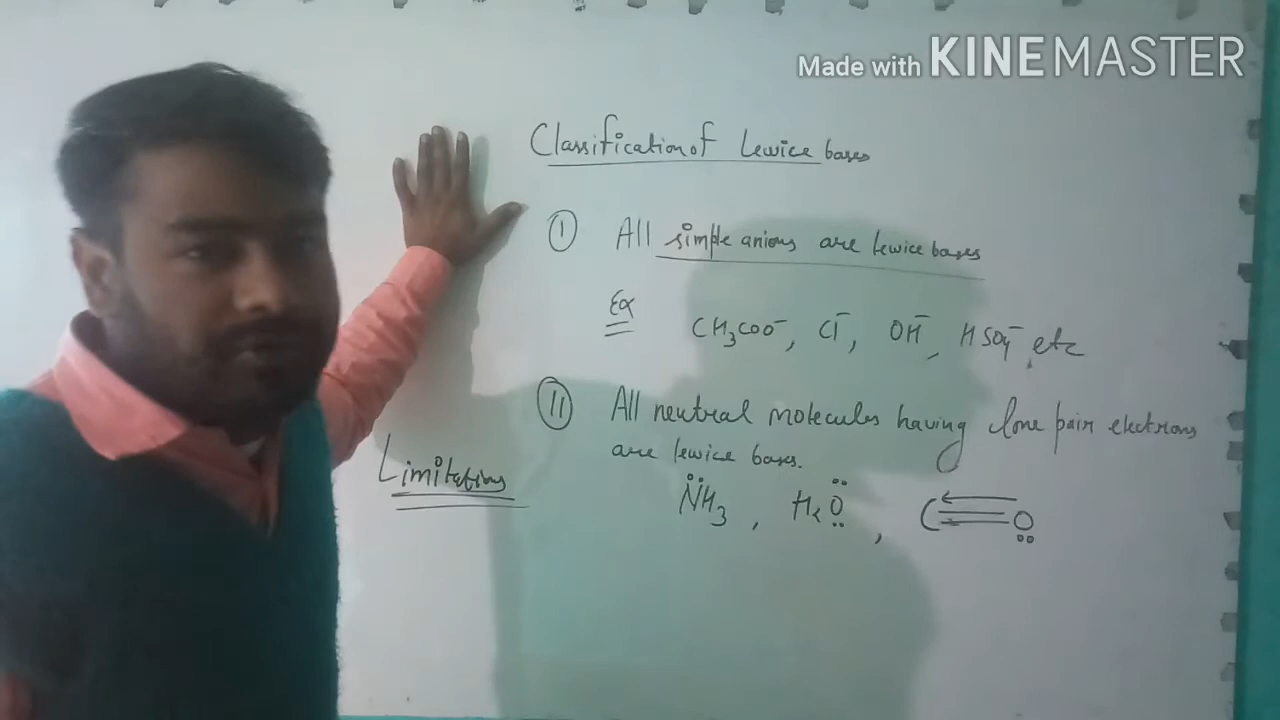 Made with KINEMASTER
Classification of Lewice bases
I All simple anions are Lewice bases
Ex CH3COO⁻, Cl⁻, OH⁻, HSO4⁻, etc
II All neutral molecules having lone pair electrons
are Lewice bases.
Limitations
NH3, H2O, C O